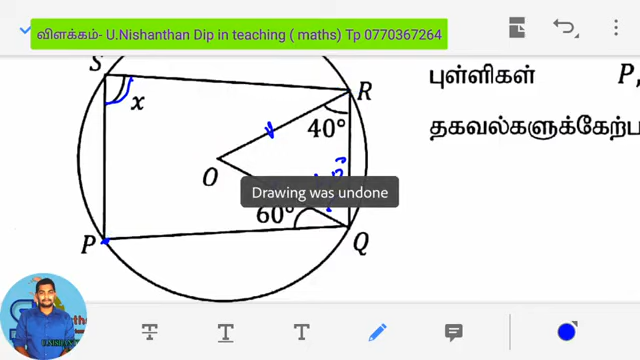 விளக்கம்- U.Nishanthan Dip in teaching ( maths) Tp 0770367264
S
x
R
40°
O
Drawing was undone
60°
P
Q
புள்ளிகள் P,
தகவல்களுக்கேற்ப
T T T